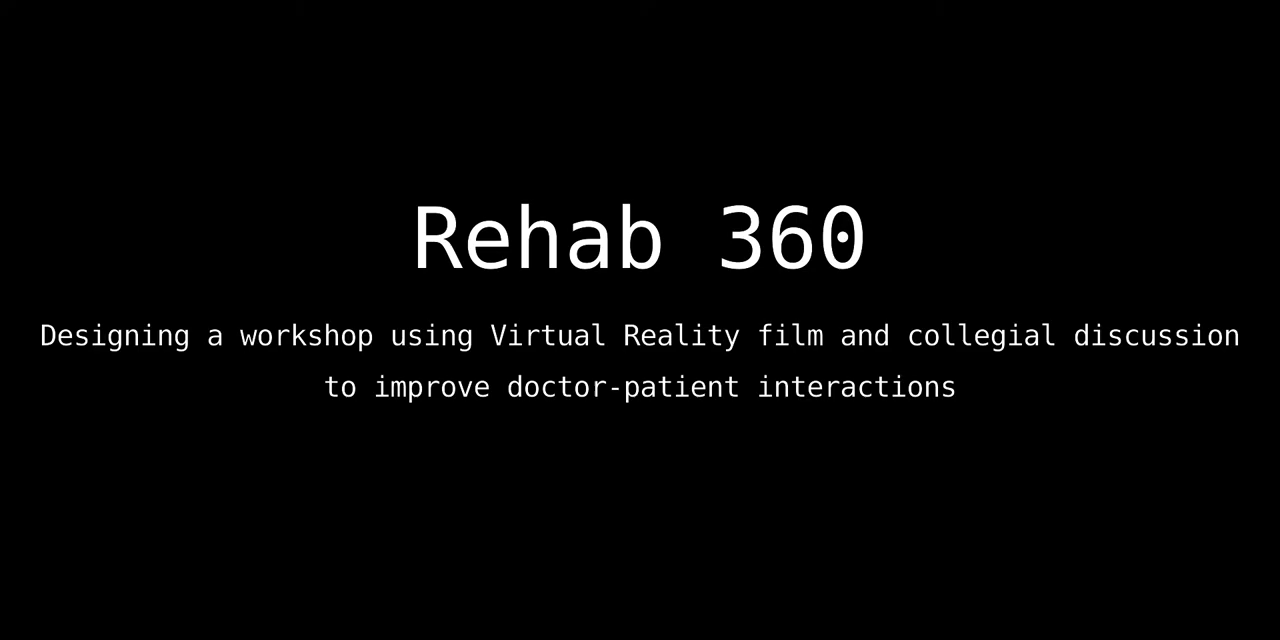 Rehab 360
Designing a workshop using Virtual Reality film and collegial discussion
to improve doctor-patient interactions